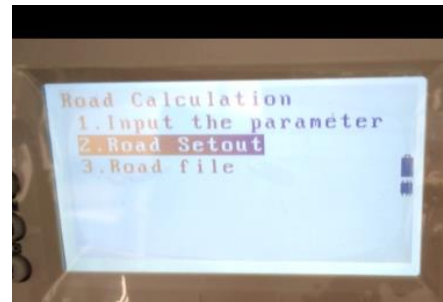 Road Calculation
1.Input the parameter
2.Road Setout
3.Road file